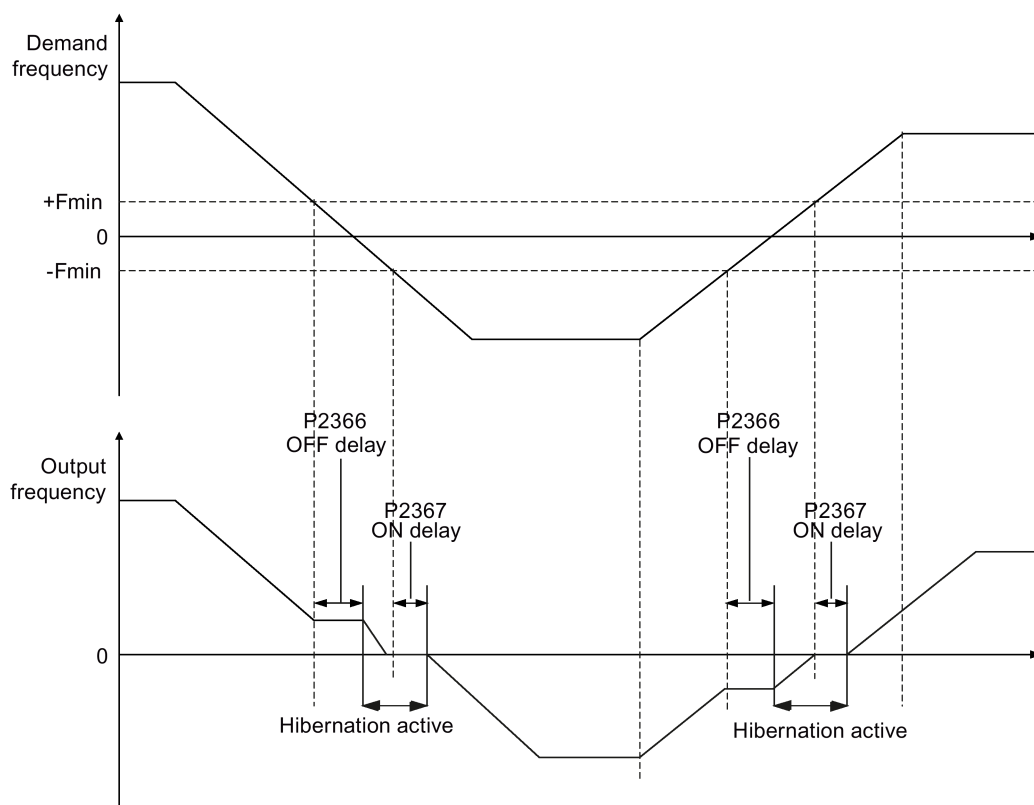 Demand
frequency
+Fmin
0
-Fmin
P2366
OFF delay
P2366
OFF delay
Output
frequency
P2367
ON delay
P2367
ON delay
0
Hibernation active
Hibernation active